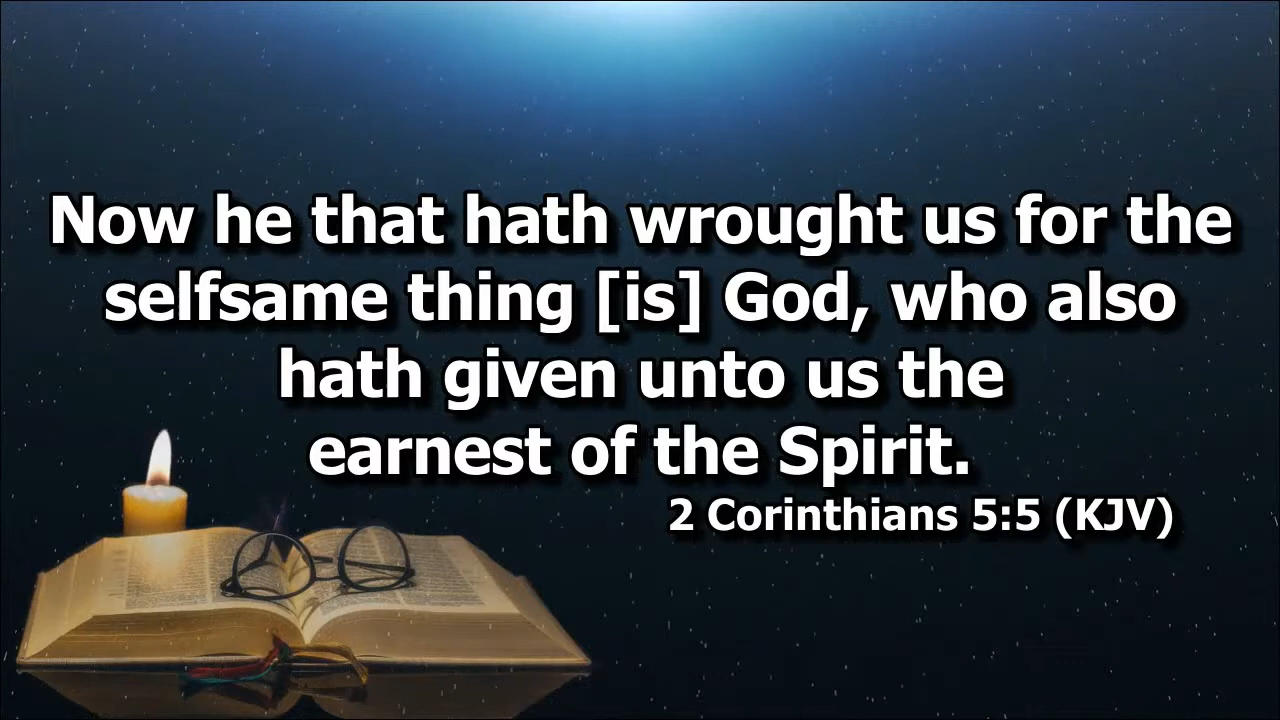 Now he that hath wrought us for the
selfsame thing [is] God, who also
hath given unto us the
earnest of the Spirit.
2 Corinthians 5:5 (KJV)